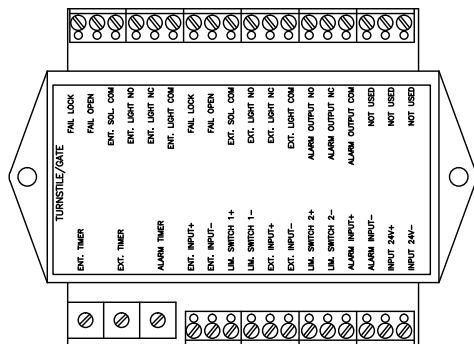 TURNSTILE/GATE
FAIL LOCK
FAIL OPEN
ENT. SOL. COM
ENT. LIGHT NO
ENT. LIGHT NC
ENT. LIGHT COM
FAIL LOCK
FAIL OPEN
EXT. SOL. COM
EXT. LIGHT NO
EXT. LIGHT NC
EXT. LIGHT COM
ALARM OUTPUT NO
ALARM OUTPUT NC
ALARM OUTPUT COM
NOT USED
NOT USED
NOT USED
ENT. TIMER
EXT. TIMER
ALARM TIMER
ENT. INPUT+
ENT. INPUT-
LIM. SWITCH 1+
LIM. SWITCH 1-
EXT. INPUT+
EXT. INPUT-
LIM. SWITCH 2+
LIM. SWITCH 2-
ALARM INPUT+
ALARM INPUT-
INPUT 24V+
INPUT 24V-